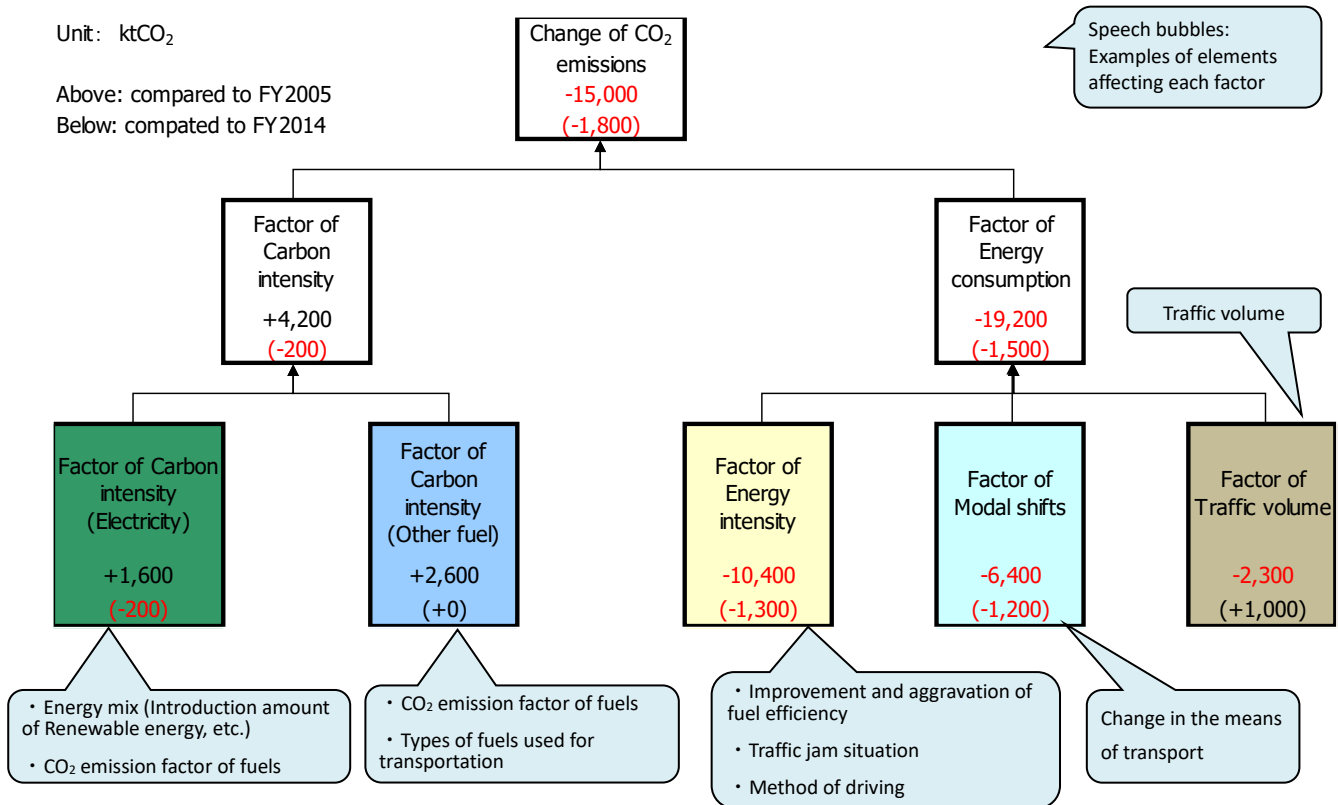 Unit: ktCO₂
Above: compared to FY2005
Below: compated to FY2014
Change of CO₂
emissions
-15,000
(-1,800)
Speech bubbles:
Examples of elements
affecting each factor
Factor of
Carbon
intensity
+4,200
(-200)
Factor of
Energy
consumption
-19,200
(-1,500)
Traffic volume
Factor of Carbon
intensity
(Electricity)
+1,600
(-200)
Factor of
Carbon
intensity
(Other fuel)
+2,600
(+0)
Factor of
Energy
intensity
-10,400
(-1,300)
Factor of
Modal shifts
-6,400
(-1,200)
Factor of
Traffic volume
-2,300
(+1,000)
・Energy mix (Introduction amount
of Renewable energy, etc.)
・CO₂ emission factor of fuels
・CO₂ emission factor of fuels
・Types of fuels used for
transportation
・Improvement and aggravation of
fuel efficiency
・Traffic jam situation
・Method of driving
Change in the means
of transport